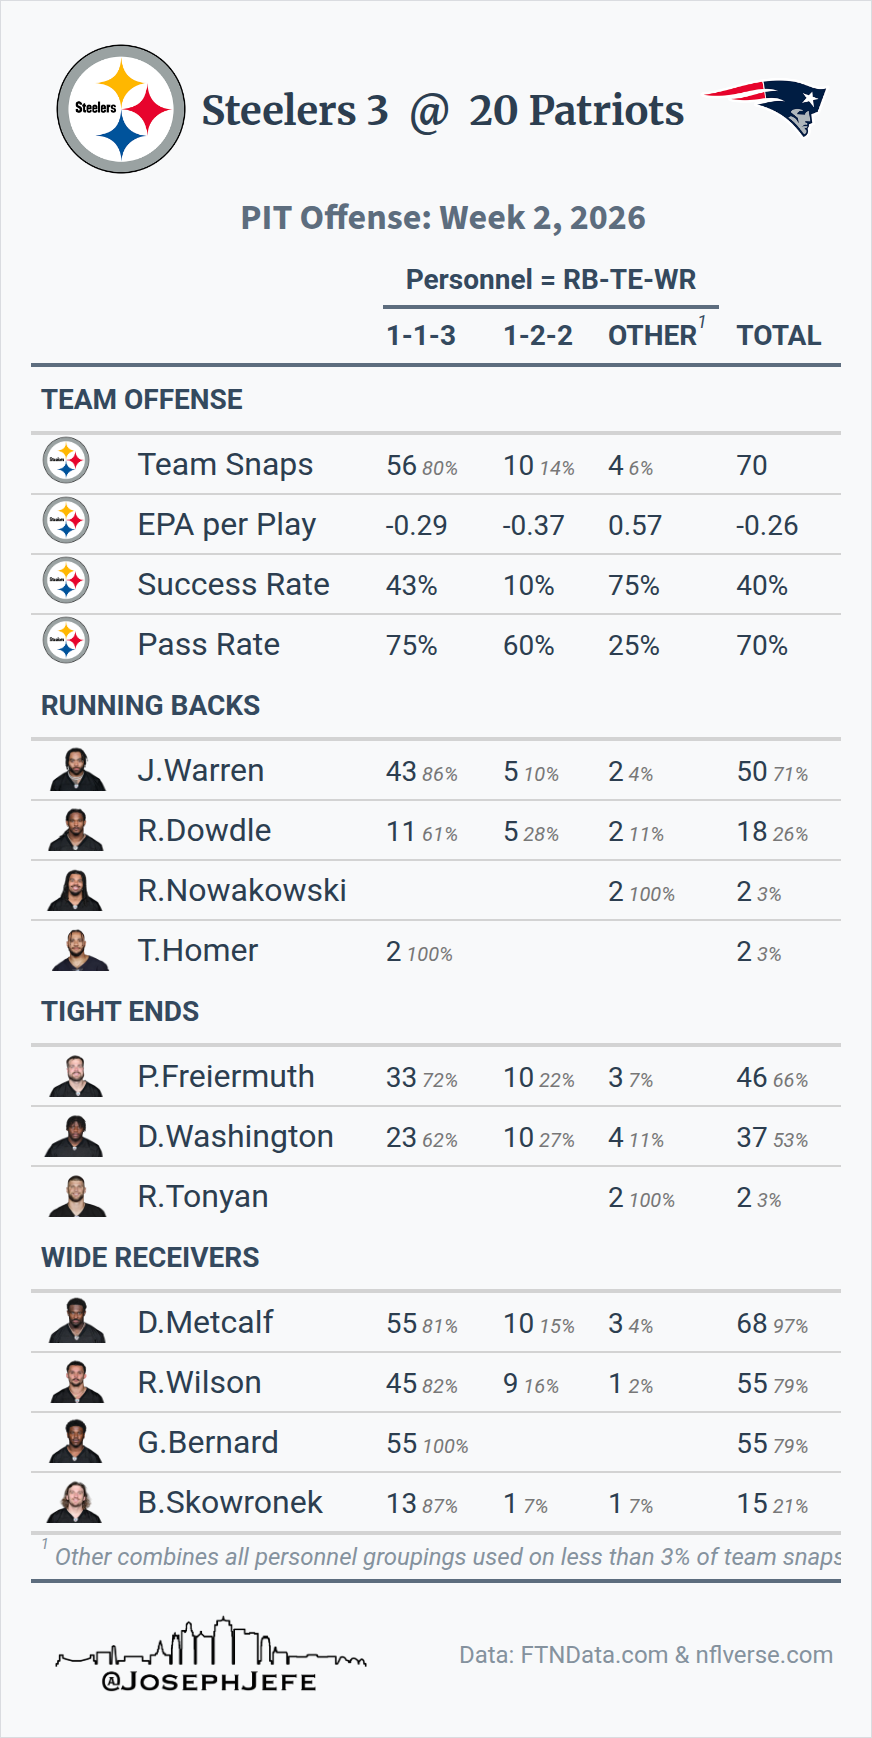 Steelers
Steelers 3 @ 20 Patriots
PIT Offense: Week 2, 2026
Personnel = RB-TE-WR
1-1-3 1-2-2 OTHER1 TOTAL
TEAM OFFENSE
Steelers Team Snaps 56 80% 10 14% 4 6% 70
Steelers EPA per Play -0.29 -0.37 0.57 -0.26
Steelers Success Rate 43% 10% 75% 40%
Steelers Pass Rate 75% 60% 25% 70%
RUNNING BACKS
J.Warren 43 86% 5 10% 2 4% 50 71%
R.Dowdle 11 61% 5 28% 2 11% 18 26%
R.Nowakowski 2 100% 2 3%
T.Homer 2 100% 2 3%
TIGHT ENDS
P.Freiermuth 33 72% 10 22% 3 7% 46 66%
D.Washington 23 62% 10 27% 4 11% 37 53%
R.Tonyan 2 100% 2 3%
WIDE RECEIVERS
D.Metcalf 55 81% 10 15% 3 4% 68 97%
R.Wilson 45 82% 9 16% 1 2% 55 79%
G.Bernard 55 100% 55 79%
B.Skowronek 13 87% 1 7% 1 7% 15 21%
1 Other combines all personnel groupings used on less than 3% of team snaps
@JosephJefe
Data: FTNData.com & nflverse.com